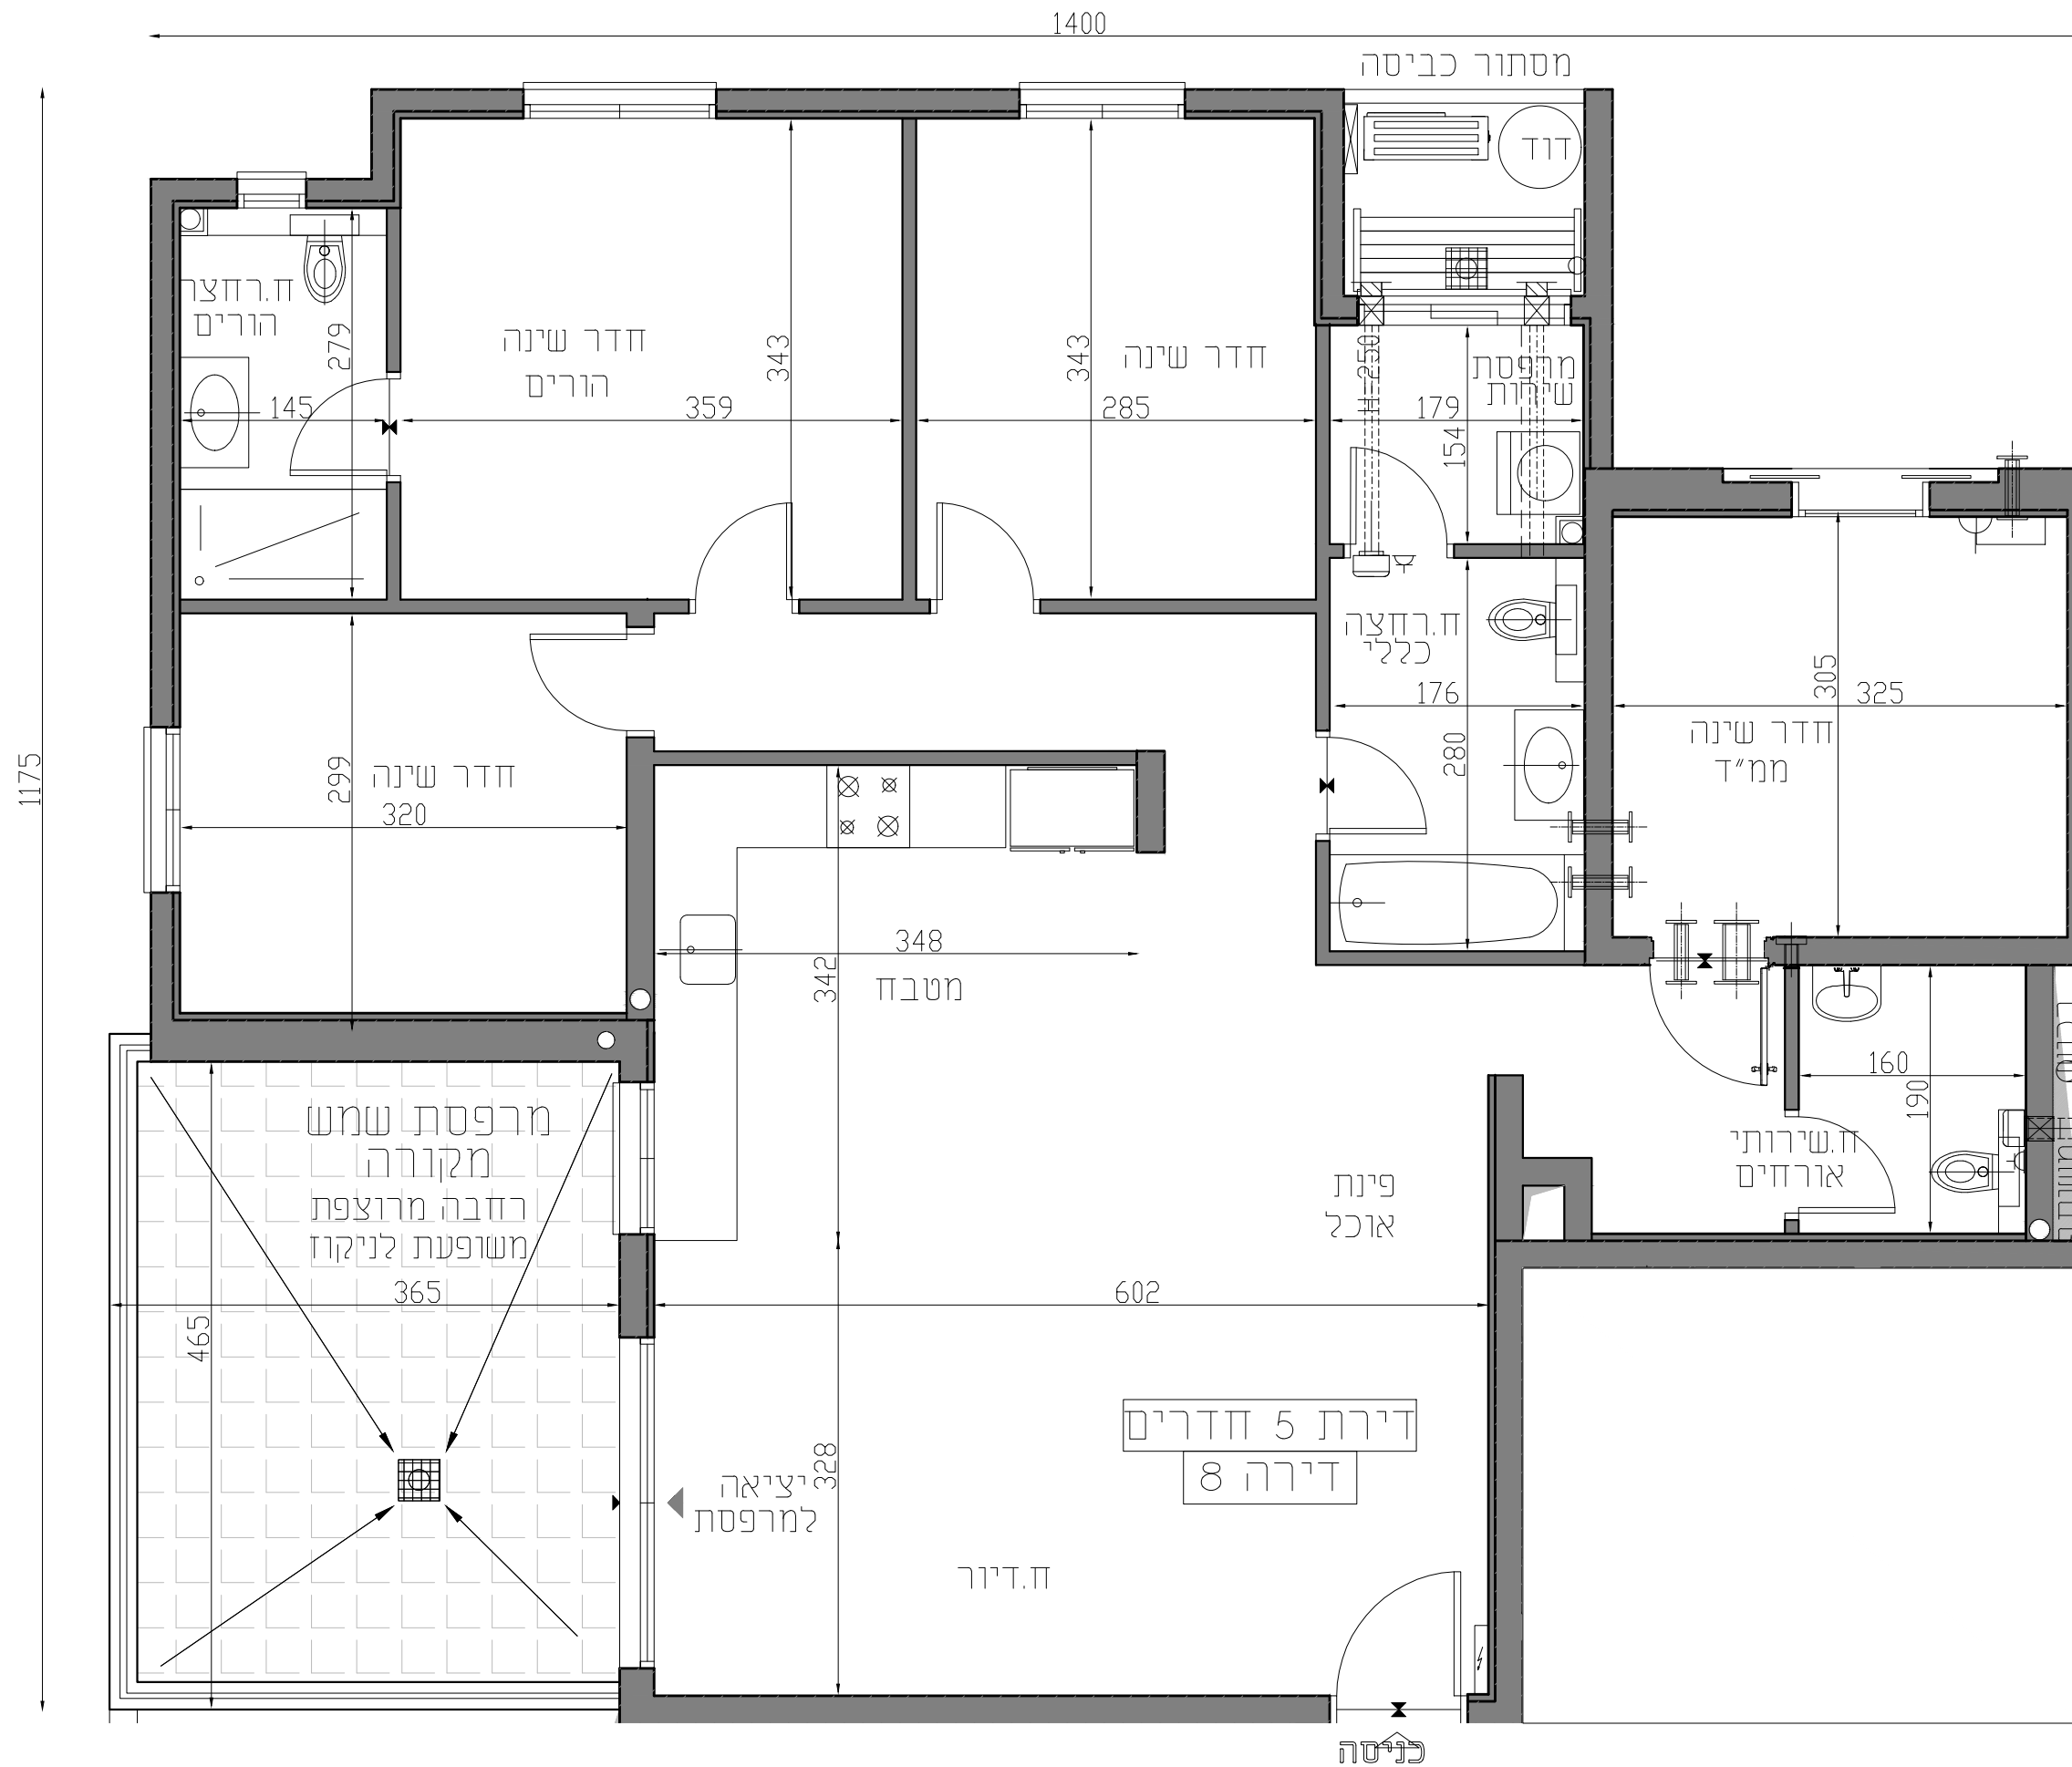 1400
מסתור כביסה
דוד
ח.רחצה
הורים
279
145
חדר שינה
הורים
343
359
343
חדר שינה
285
H=250
מרפסת
שירות
179
154
ח.רחצה
כללי
176
280
305
325
חדר שינה
ממ״ד
1175
299
חדר שינה
320
348
342
מטבח
160
190
ח.שירותי
אורחים
מרפסת שמש
מקורה
רחבה מרוצפת
משופעת לניקוז
365
465
פינת
אוכל
602
דירת 5 חדרים
דירה 8
328
יציאה
למרפסת
ח.דיור
כניסה